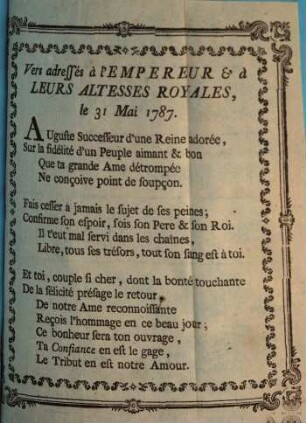 Vers adressés à l'EMPEREUR & à
LEURS ALTESSES ROYALES,
le 31 Mai 1787.
AUguste Successeur d'une Reine adorée,
Sur la fidélité d'un Peuple aimant & bon
Que ta grande Ame détrompée
Ne conçoive point de soupçon.
Fais cesser à jamais le sujet de ses peines;
Confirme son espoir, sois son Pere & son Roi.
Il t'eut mal servi dans les chaînes,
Libre, tous ses trésors, tout son sang est à toi.
Et toi, couple si cher, dont la bonté touchante
De la félicité présage le retour,
De notre Ame reconnoissante
Reçois l'hommage en ce beau jour;
Ce bonheur sera ton ouvrage,
Ta Confiance en est le gage,
Le Tribut en est notre Amour.